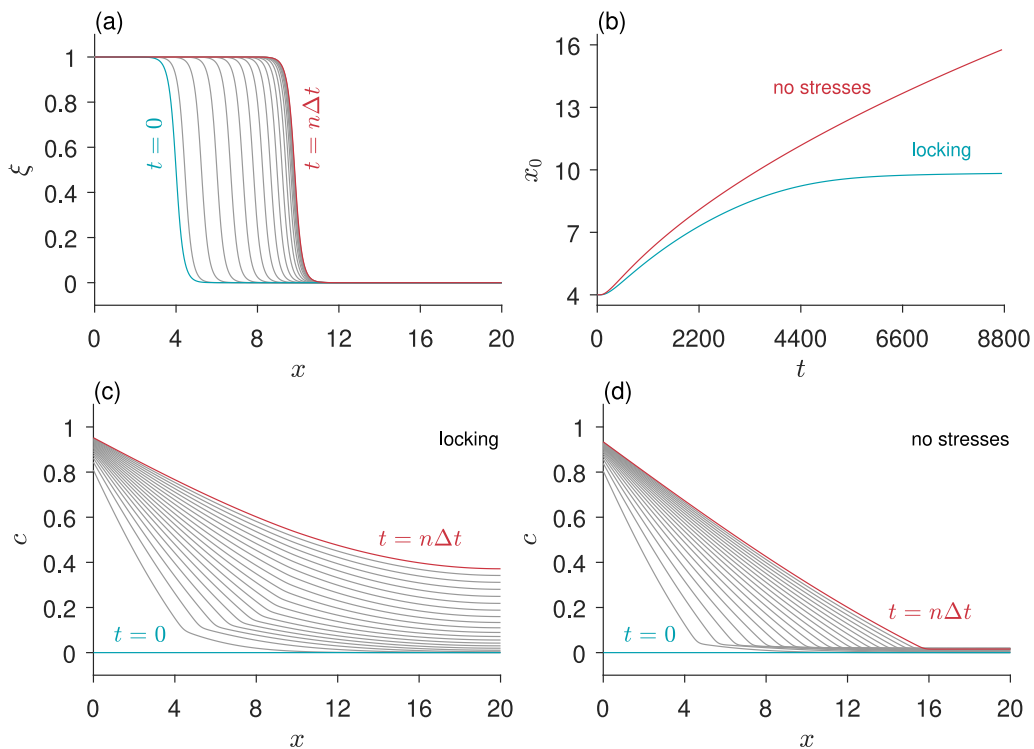 (a)
1
0.8
0.6
0.4
0.2
0
ξ
t = 0
t = nΔt
0 4 8 12 16 20
x
(b)
16
13
10
7
4
x₀
no stresses
locking
0 2200 4400 6600 8800
t
(c)
1
0.8
0.6
0.4
0.2
0
c
locking
t = nΔt
t = 0
0 4 8 12 16 20
x
(d)
1
0.8
0.6
0.4
0.2
0
c
no stresses
t = nΔt
t = 0
0 4 8 12 16 20
x